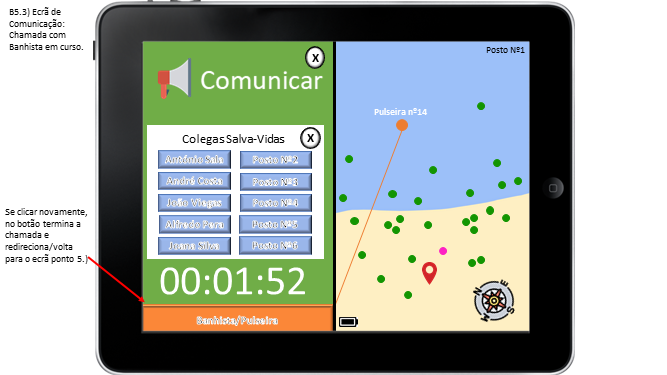 B5.3) Ecrã de
Comunicação:
Chamada com
Banhista em curso.
Se clicar novamente,
no botão termina a
chamada e
redireciona/volta
para o ecrã ponto 5.)
X
Comunicar
Colegas Salva-Vidas
X
António Sala
Posto Nº2
André Costa
Posto Nº3
João Viegas
Posto Nº4
Alfredo Pera
Posto Nº5
Joana Silva
Posto Nº6
00:01:52
Banhista/Pulseira
Posto Nº1
Pulseira nº14
N
E
S
W